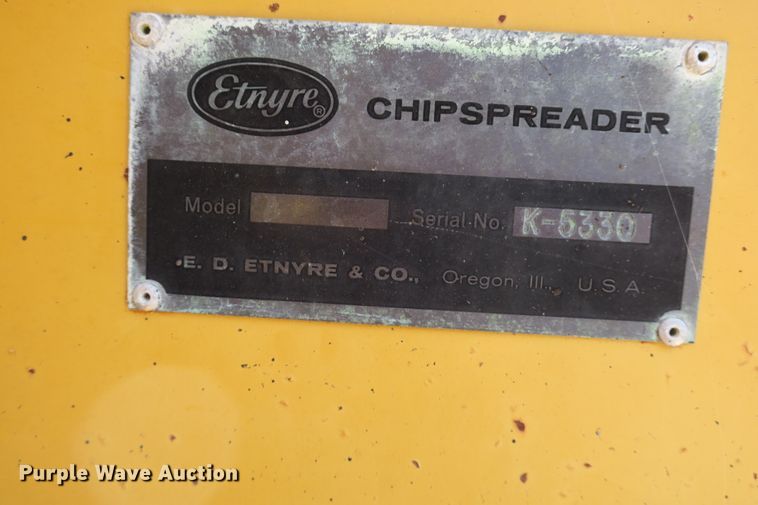 Etnyre ®
CHIPSPREADER
Model
Serial No. K-5330
E. D. ETNYRE & CO., Oregon, Ill., U.S.A.
Purple Wave Auction